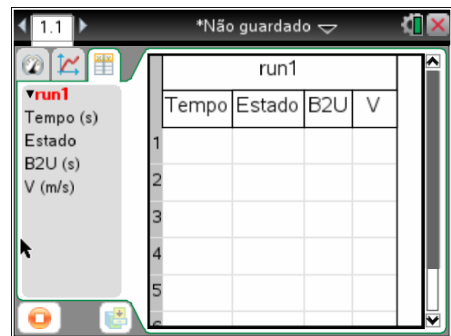 1.1
*Não guardado
run1
Tempo (s)
Estado
B2U (s)
V (m/s)
run1
Tempo Estado B2U V
1
2
3
4
5